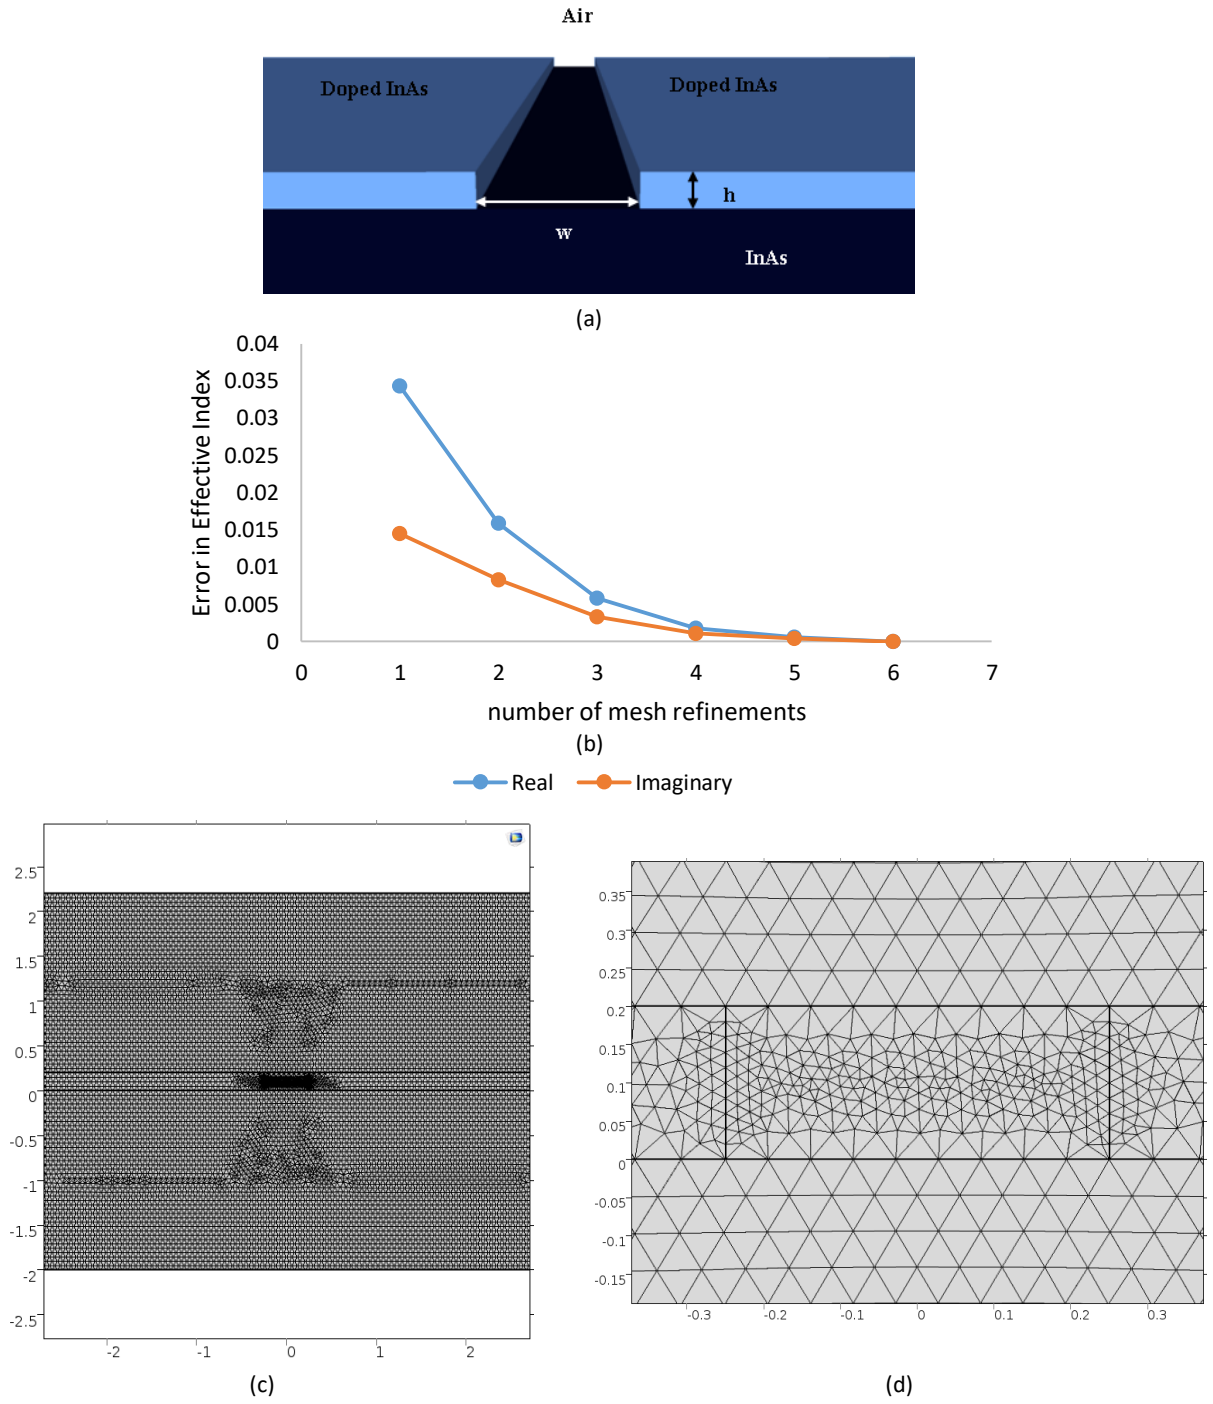 Air
Doped InAs Doped InAs
h
w
InAs
(a)
0.04
0.035
0.03
0.025
0.02
0.015
0.01
0.005
0
Error in Effective Index
0 1 2 3 4 5 6 7
number of mesh refinements
(b)
Real Imaginary
2.5
2
1.5
1
0.5
0
-0.5
-1
-1.5
-2
-2.5
-2 -1 0 1 2
(c)
0.35
0.3
0.25
0.2
0.15
0.1
0.05
0
-0.05
-0.1
-0.15
-0.3 -0.2 -0.1 0 0.1 0.2 0.3
(d)